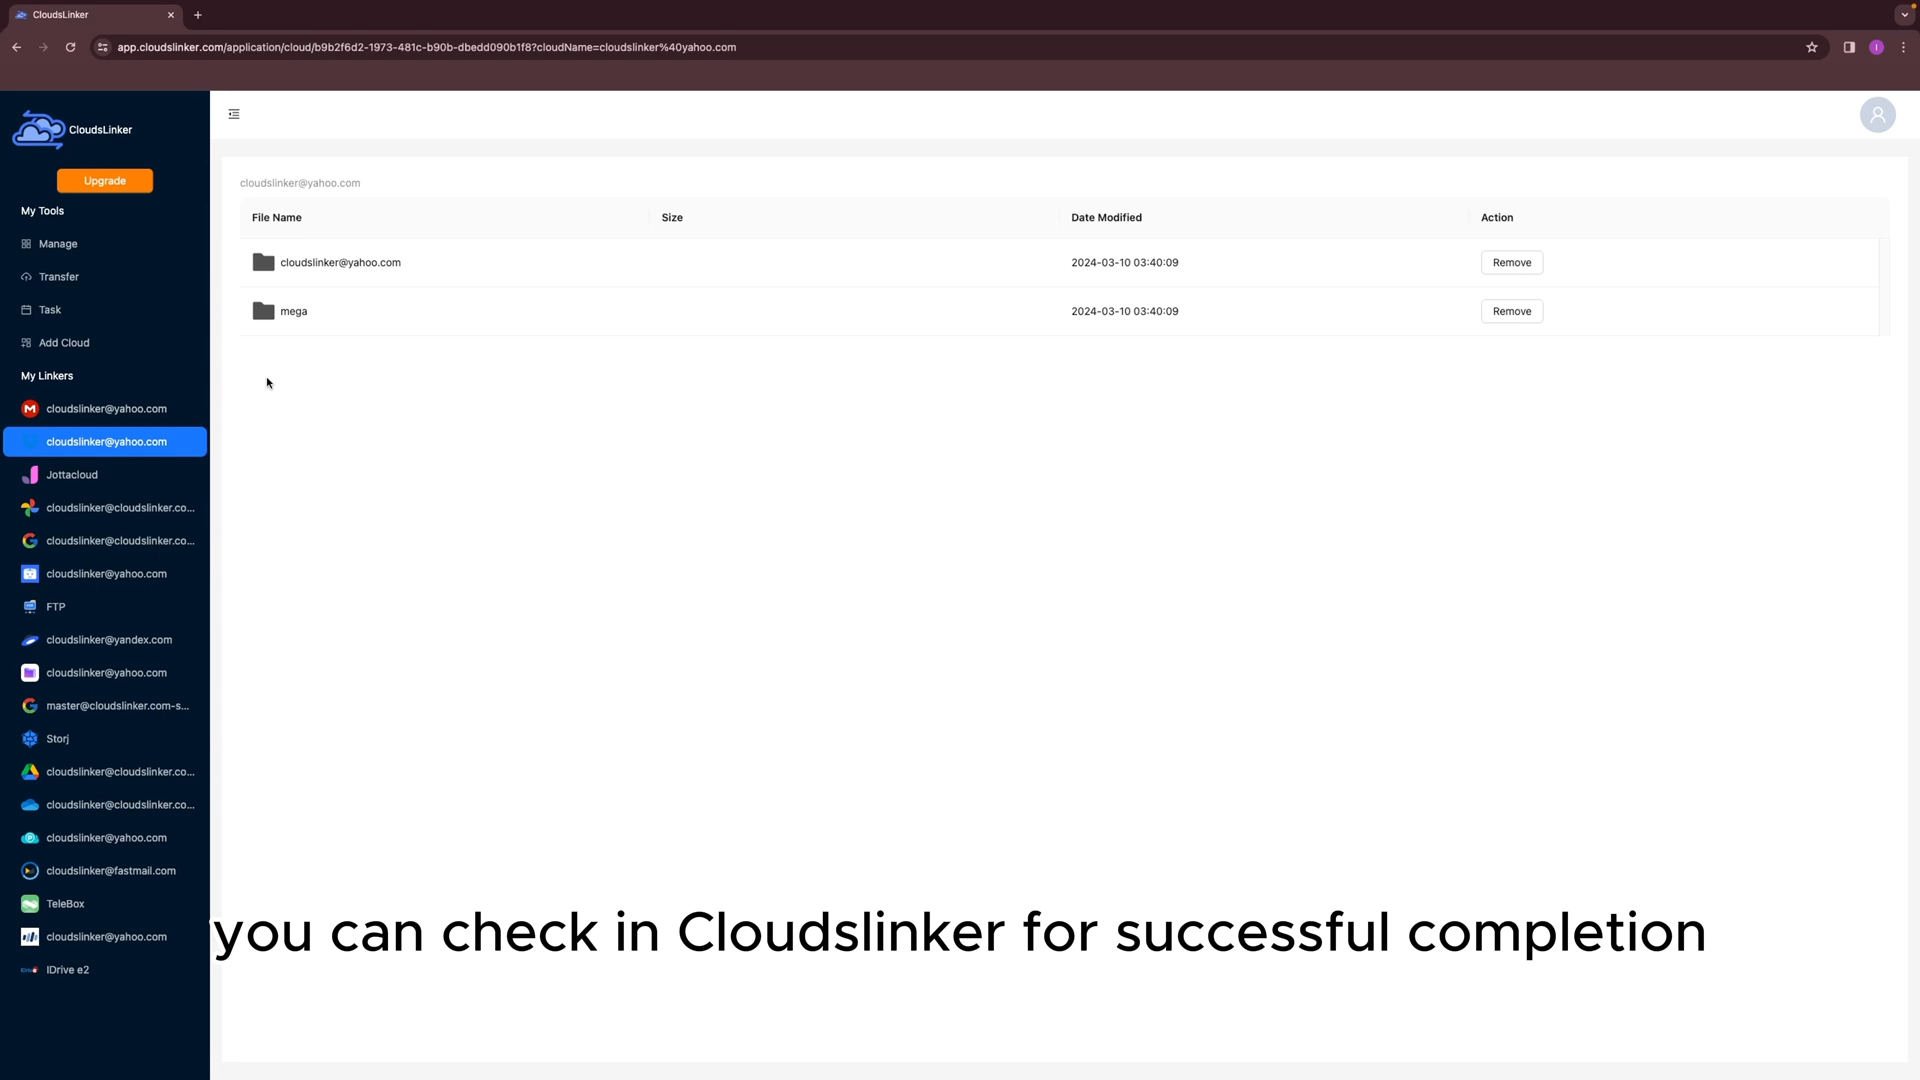 CloudsLinker
app.cloudslinker.com/application/cloud/b9b2f6d2-1973-481c-b90b-dbedd090b1f8?cloudName=cloudslinker%40yahoo.com
I
CloudsLinker
Upgrade
My Tools
Manage
Transfer
Task
Add Cloud
My Linkers
cloudslinker@yahoo.com
cloudslinker@yahoo.com
Jottacloud
cloudslinker@cloudslinker.co...
cloudslinker@cloudslinker.co...
cloudslinker@yahoo.com
FTP
cloudslinker@yandex.com
cloudslinker@yahoo.com
master@cloudslinker.com-s...
Storj
cloudslinker@cloudslinker.co...
cloudslinker@cloudslinker.co...
cloudslinker@yahoo.com
cloudslinker@fastmail.com
TeleBox
cloudslinker@yahoo.com
IDrive e2
cloudslinker@yahoo.com
File Name Size Date Modified Action
cloudslinker@yahoo.com 2024-03-10 03:40:09 Remove
mega 2024-03-10 03:40:09 Remove
you can check in Cloudslinker for successful completion